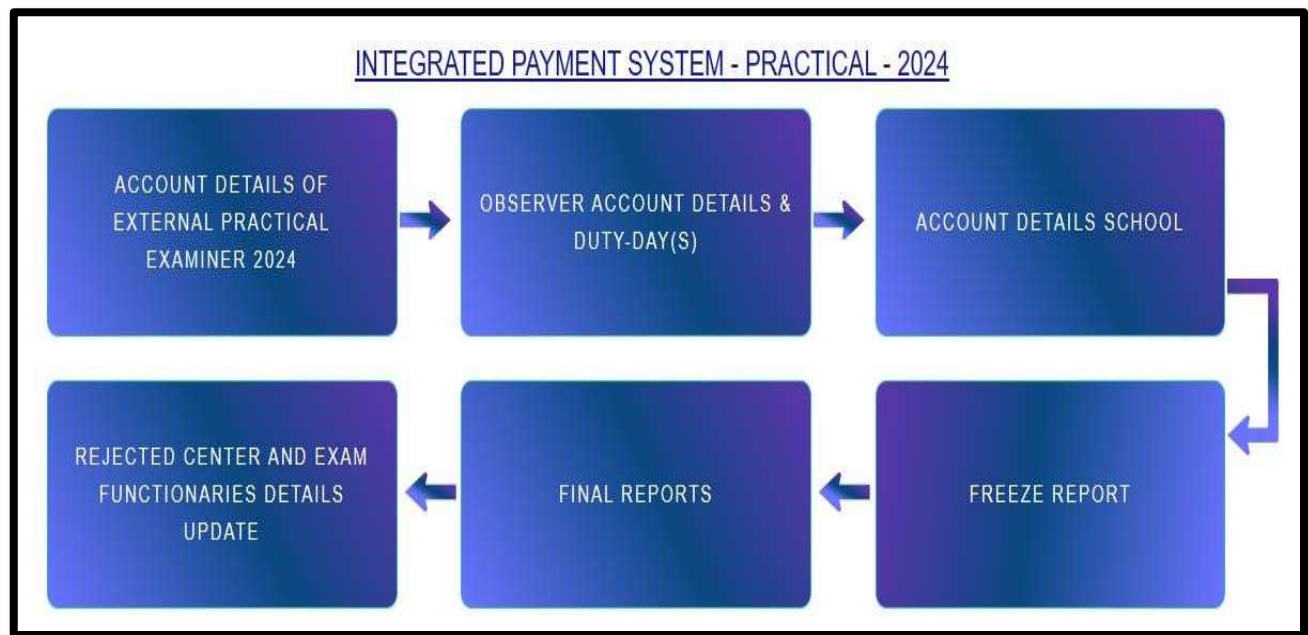 INTEGRATED PAYMENT SYSTEM - PRACTICAL - 2024
ACCOUNT DETAILS OF
EXTERNAL PRACTICAL
EXAMINER 2024
OBSERVER ACCOUNT DETAILS &
DUTY-DAY(S)
ACCOUNT DETAILS SCHOOL
FREEZE REPORT
FINAL REPORTS
REJECTED CENTER AND EXAM
FUNCTIONARIES DETAILS
UPDATE